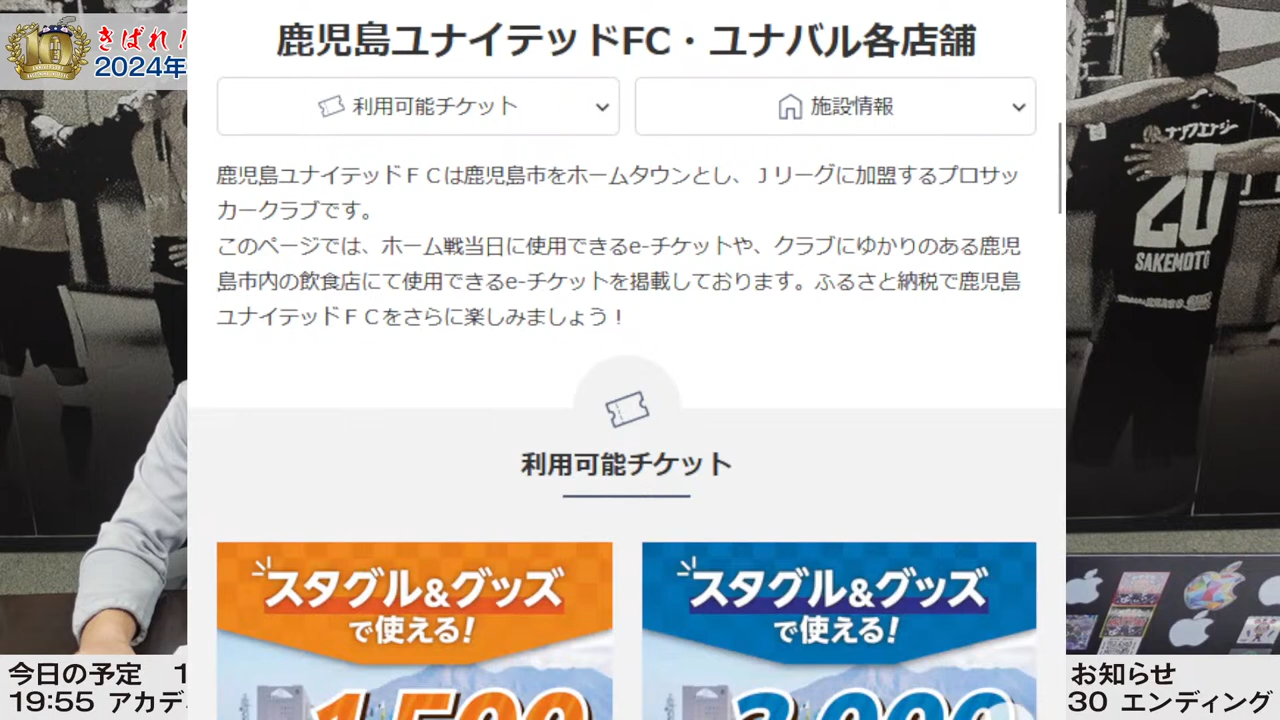 きばれ!
2024年
鹿児島ユナイテッドFC・ユナバル各店舗
利用可能チケット
施設情報
鹿児島ユナイテッドＦＣは鹿児島市をホームタウンとし、Ｊリーグに加盟するプロサッ
カークラブです。
このページでは、ホーム戦当日に使用できるe-チケットや、クラブにゆかりのある鹿児
島市内の飲食店にて使用できるe-チケットを掲載しております。ふるさと納税で鹿児島
ユナイテッドＦＣをさらに楽しみましょう！
利用可能チケット
スタグル&グッズ
で使える!
1,500
スタグル&グッズ
で使える!
3,000
20
SAKEMOTO
今日の予定 1
19:55 アカデ
お知らせ
30 エンディング